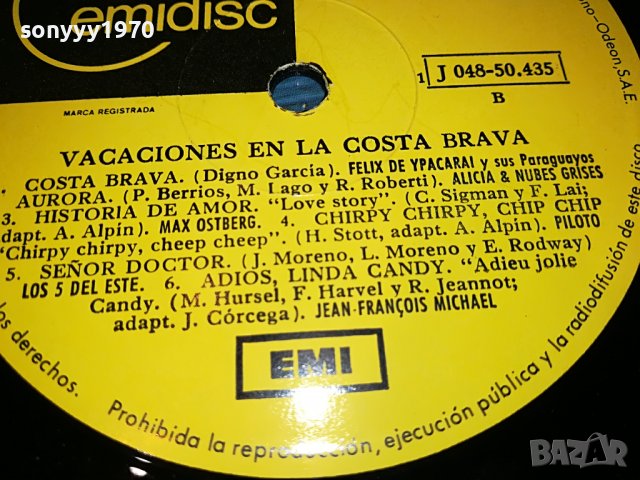 emidisc
sonyyy1970
no-Odeon, S.A.E.
1 J 048-50.435
B
MARCA REGISTRADA
VACACIONES EN LA COSTA BRAVA
COSTA BRAVA. (Digno García). FELIX DE YPACARAI y sus Paraguayos
AURORA. (P. Berrios, M. Lago y R. Roberti). ALICIA & NUBES GRISES
3. HISTORIA DE AMOR. "Love story". (C. Sigman y F. Lai;
adapt. A. Alpín). MAX OSTBERG. 4. CHIRPY CHIRPY, CHIP CHIP
"Chirpy chirpy, cheep cheep". (H. Stott, adapt. A. Alpín). PILOTO
5. SEÑOR DOCTOR. (J. Moreno, L. Moreno y E. Rodway)
LOS 5 DEL ESTE. 6. ADIOS, LINDA CANDY. "Adieu jolie
Candy. (M. Hursel, F. Harvel y R. Jeannot;
adapt. J. Córcega). JEAN-FRANÇOIS MICHAEL
EMI
los derechos. Prohibida la reproducción, ejecución pública y la radiodifusión de este disco
BAZAR